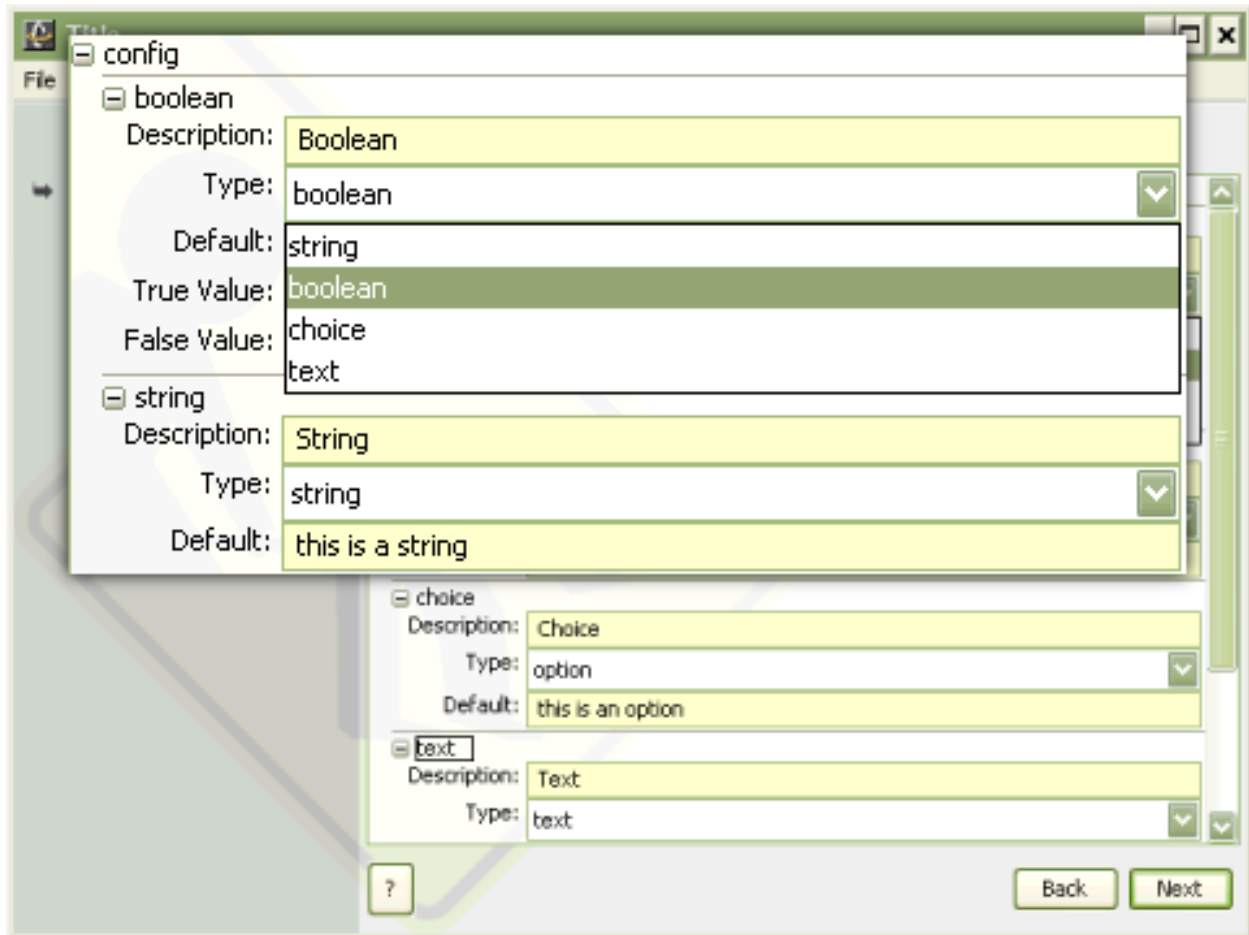 Title
File
config
boolean
Description: Boolean
Type: boolean
Default: string
True Value: boolean
False Value: choice
text
string
Description: String
Type: string
Default: this is a string
choice
Description: Choice
Type: option
Default: this is an option
text
Description: Text
Type: text
? Back Next